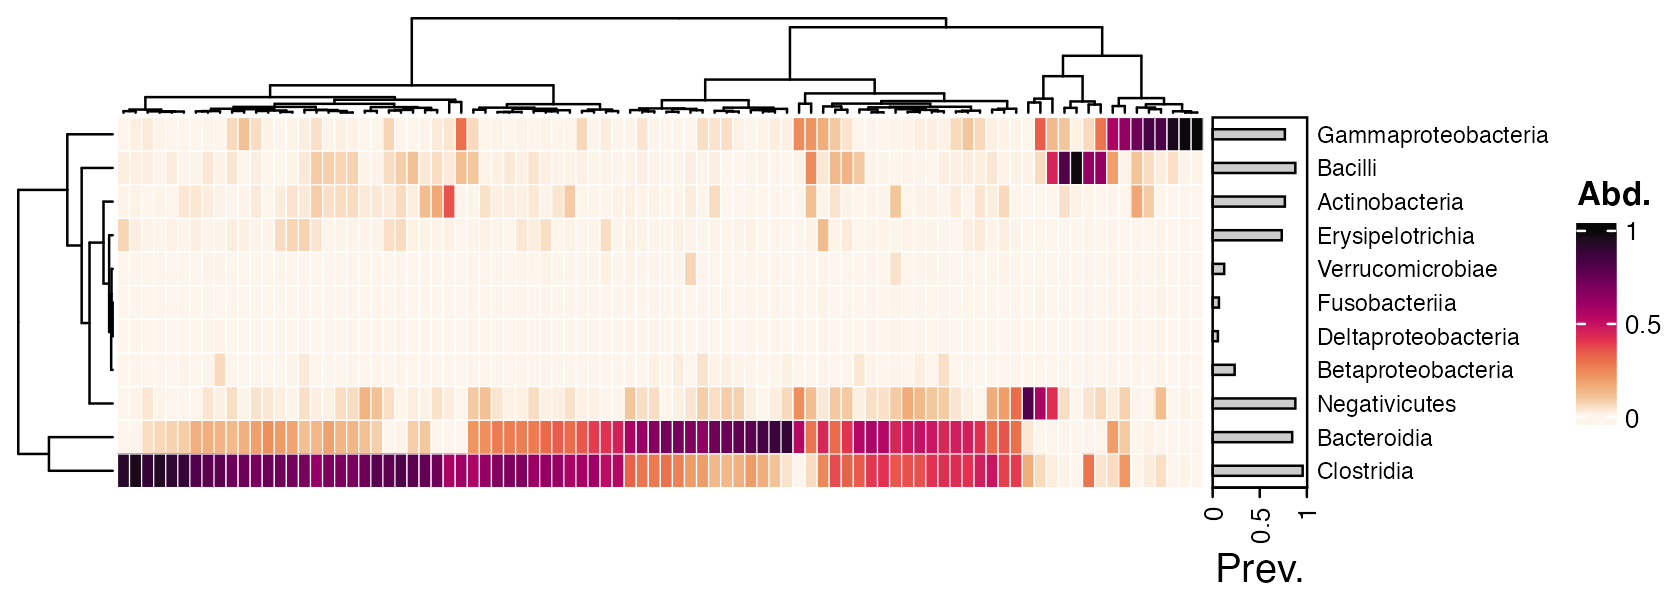 Gammaproteobacteria
Bacilli
Actinobacteria
Erysipelotrichia
Verrucomicrobiae
Fusobacteriia
Deltaproteobacteria
Betaproteobacteria
Negativicutes
Bacteroidia
Clostridia
0 0.5 1
Prev.
Abd.
1
0.5
0